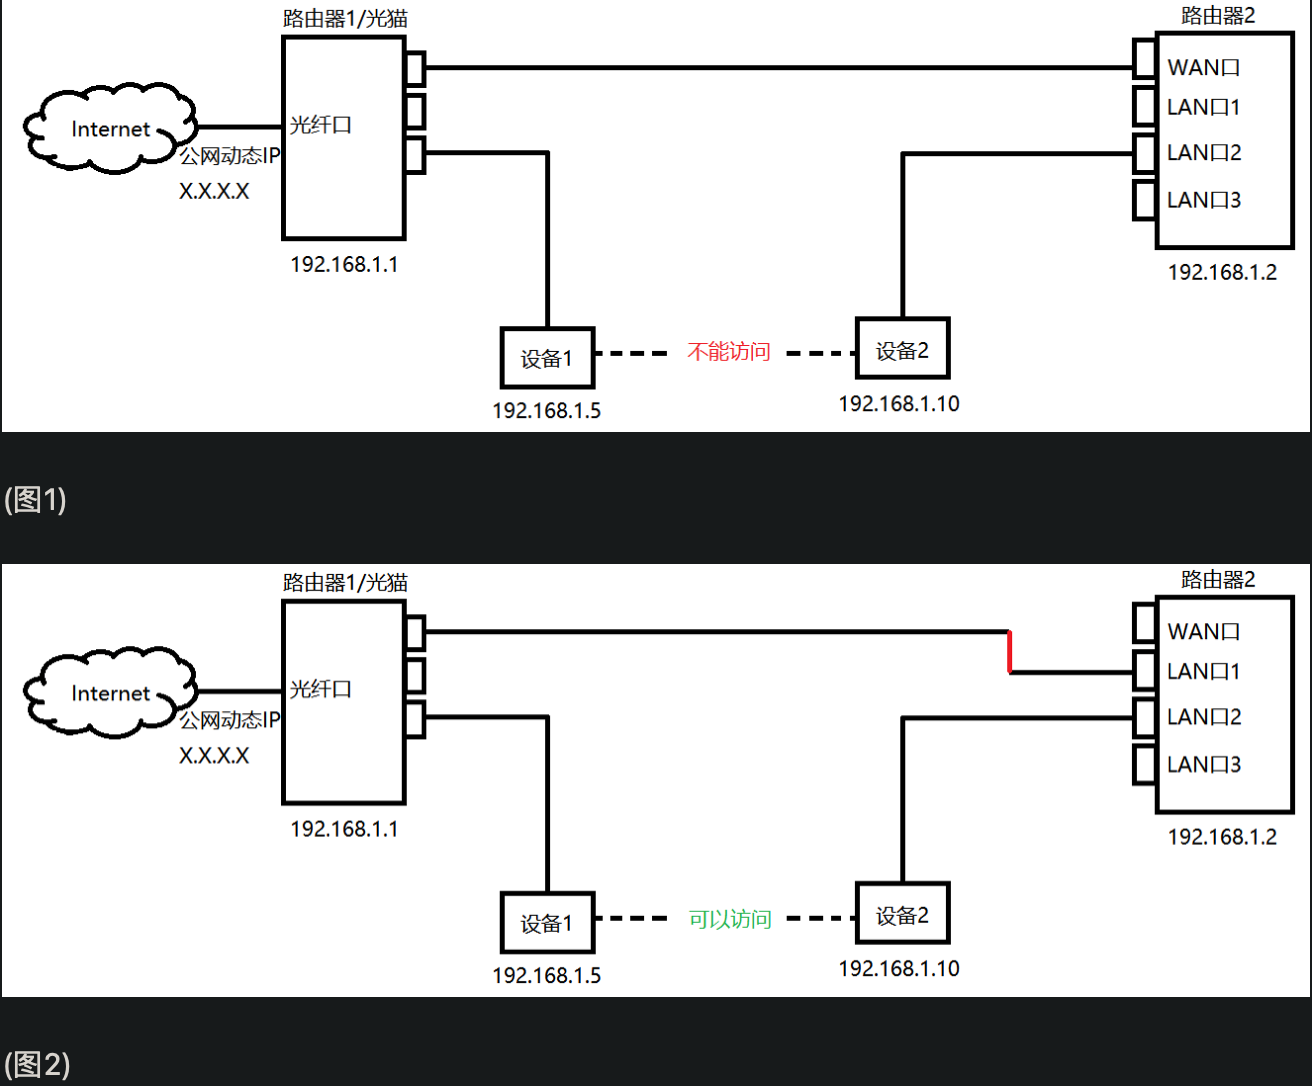 路由器1/光猫
路由器2
WAN口
LAN口1
Internet
光纤口
公网动态IP
LAN口2
X.X.X.X
LAN口3
192.168.1.1
192.168.1.2
设备1
不能访问
设备2
192.168.1.5
192.168.1.10
(图1)
路由器1/光猫
路由器2
WAN口
LAN口1
Internet
光纤口
公网动态IP
LAN口2
X.X.X.X
LAN口3
192.168.1.1
192.168.1.2
设备1
可以访问
设备2
192.168.1.5
192.168.1.10
(图2)